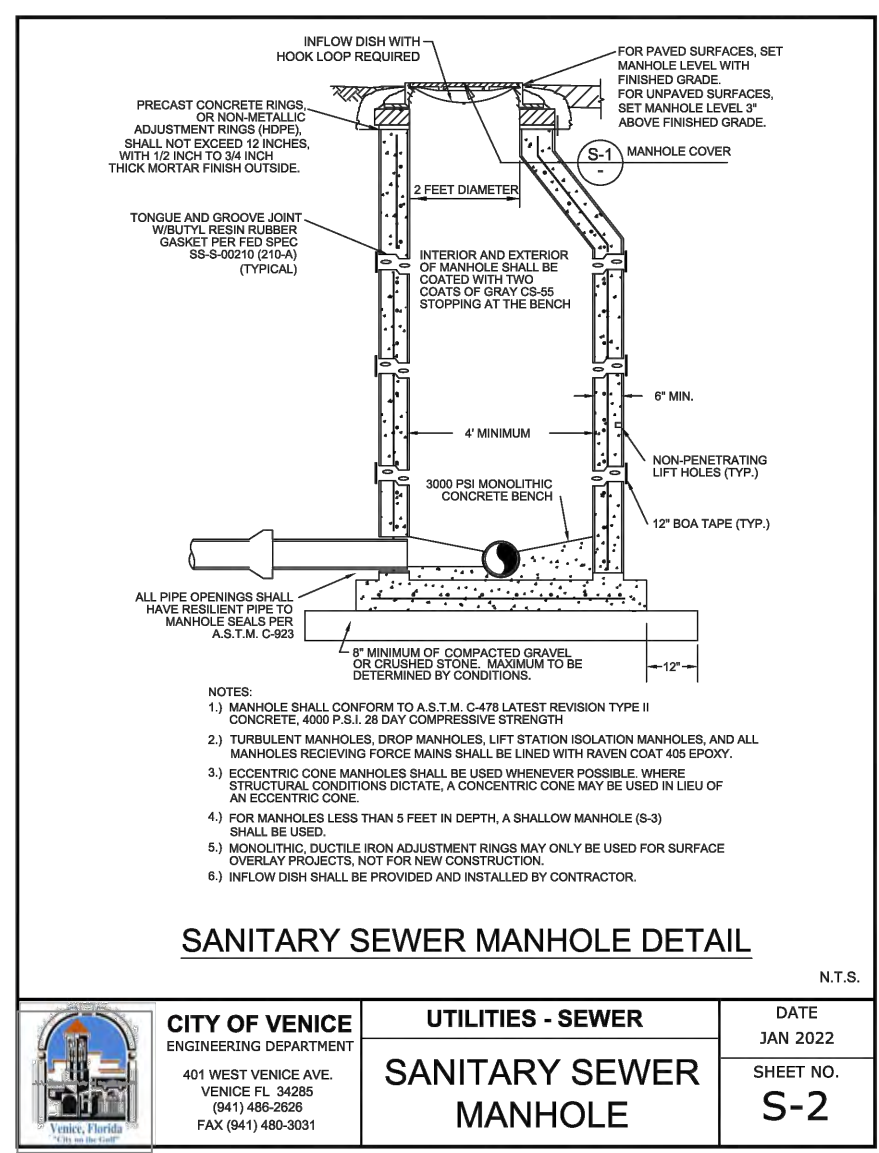 INFLOW DISH WITH
HOOK LOOP REQUIRED
FOR PAVED SURFACES, SET
MANHOLE LEVEL WITH
FINISHED GRADE.
FOR UNPAVED SURFACES,
SET MANHOLE LEVEL 3"
ABOVE FINISHED GRADE.
PRECAST CONCRETE RINGS,
OR NON-METALLIC
ADJUSTMENT RINGS (HDPE),
SHALL NOT EXCEED 12 INCHES,
WITH 1/2 INCH TO 3/4 INCH
THICK MORTAR FINISH OUTSIDE.
S-1
-
MANHOLE COVER
2 FEET DIAMETER
TONGUE AND GROOVE JOINT
W/BUTYL RESIN RUBBER
GASKET PER FED SPEC
SS-S-00210 (210-A)
(TYPICAL)
INTERIOR AND EXTERIOR
OF MANHOLE SHALL BE
COATED WITH TWO
COATS OF GRAY CS-55
STOPPING AT THE BENCH
6" MIN.
4' MINIMUM
NON-PENETRATING
LIFT HOLES (TYP.)
3000 PSI MONOLITHIC
CONCRETE BENCH
12" BOA TAPE (TYP.)
ALL PIPE OPENINGS SHALL
HAVE RESILIENT PIPE TO
MANHOLE SEALS PER
A.S.T.M. C-923
8" MINIMUM OF COMPACTED GRAVEL
OR CRUSHED STONE. MAXIMUM TO BE
DETERMINED BY CONDITIONS.
12"
NOTES:
1.) MANHOLE SHALL CONFORM TO A.S.T.M. C-478 LATEST REVISION TYPE II
CONCRETE, 4000 P.S.I. 28 DAY COMPRESSIVE STRENGTH
2.) TURBULENT MANHOLES, DROP MANHOLES, LIFT STATION ISOLATION MANHOLES, AND ALL
MANHOLES RECIEVING FORCE MAINS SHALL BE LINED WITH RAVEN COAT 405 EPOXY.
3.) ECCENTRIC CONE MANHOLES SHALL BE USED WHENEVER POSSIBLE. WHERE
STRUCTURAL CONDITIONS DICTATE, A CONCENTRIC CONE MAY BE USED IN LIEU OF
AN ECCENTRIC CONE.
4.) FOR MANHOLES LESS THAN 5 FEET IN DEPTH, A SHALLOW MANHOLE (S-3)
SHALL BE USED.
5.) MONOLITHIC, DUCTILE IRON ADJUSTMENT RINGS MAY ONLY BE USED FOR SURFACE
OVERLAY PROJECTS, NOT FOR NEW CONSTRUCTION.
6.) INFLOW DISH SHALL BE PROVIDED AND INSTALLED BY CONTRACTOR.
SANITARY SEWER MANHOLE DETAIL
N.T.S.
Venice, Florida
"City on the Gulf"
CITY OF VENICE
ENGINEERING DEPARTMENT
401 WEST VENICE AVE.
VENICE FL 34285
(941) 486-2626
FAX (941) 480-3031
UTILITIES - SEWER
SANITARY SEWER
MANHOLE
DATE
JAN 2022
SHEET NO.
S-2